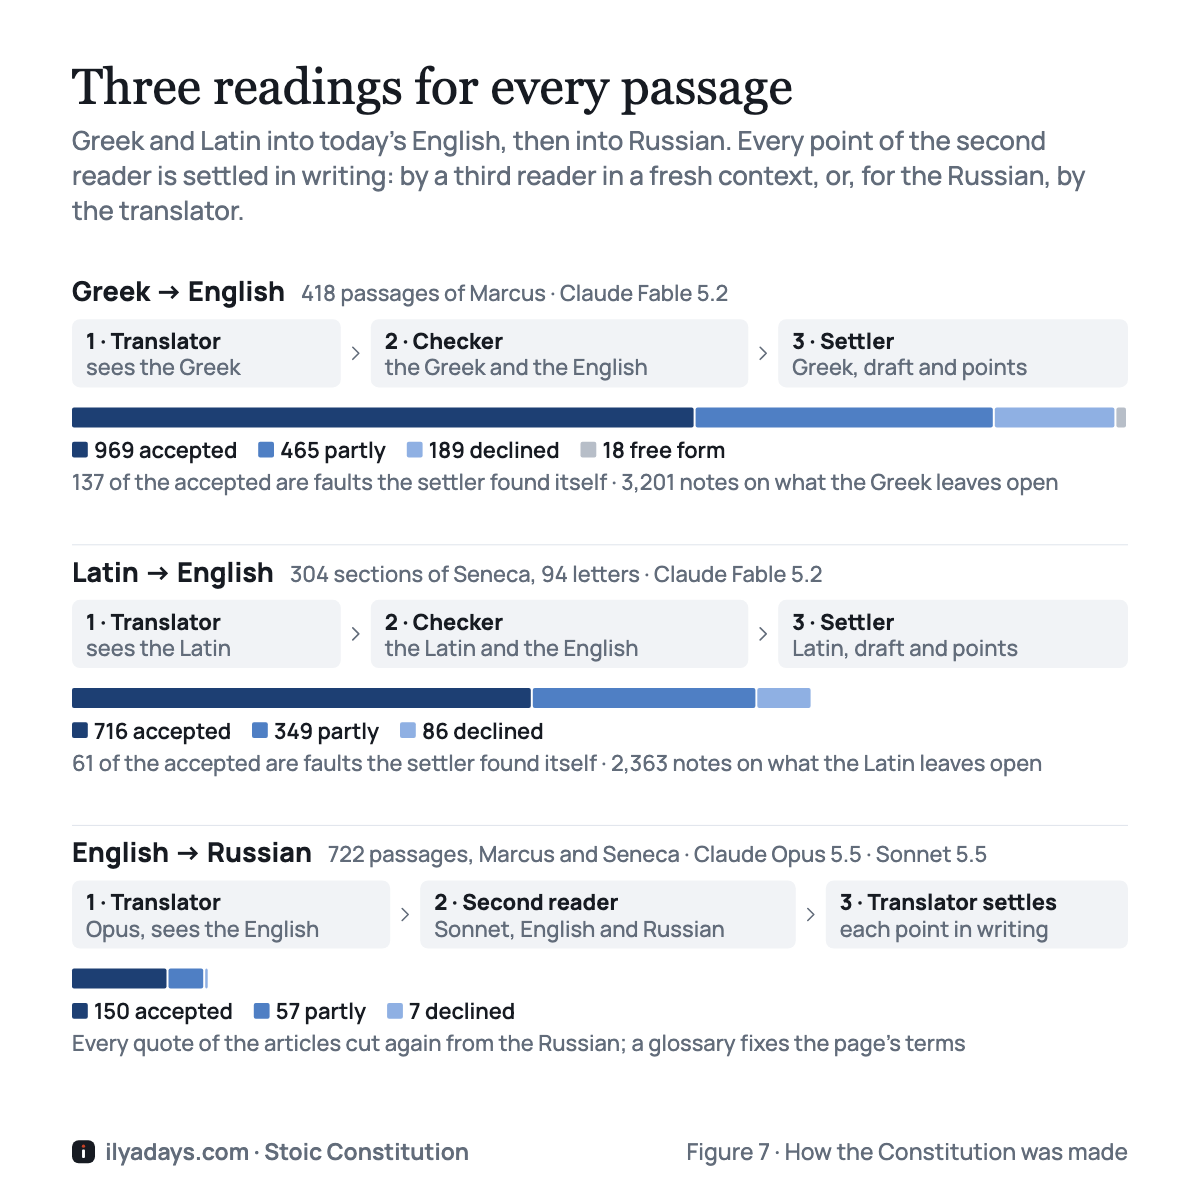 Three readings for every passage
Greek and Latin into today’s English, then into Russian. Every point of the second
reader is settled in writing: by a third reader in a fresh context, or, for the Russian, by
the translator.
Greek → English 418 passages of Marcus · Claude Fable 5.2
1 · Translator
sees the Greek
2 · Checker
the Greek and the English
3 · Settler
Greek, draft and points
969 accepted 465 partly 189 declined 18 free form
137 of the accepted are faults the settler found itself · 3,201 notes on what the Greek leaves open
Latin → English 304 sections of Seneca, 94 letters · Claude Fable 5.2
1 · Translator
sees the Latin
2 · Checker
the Latin and the English
3 · Settler
Latin, draft and points
716 accepted 349 partly 86 declined
61 of the accepted are faults the settler found itself · 2,363 notes on what the Latin leaves open
English → Russian 722 passages, Marcus and Seneca · Claude Opus 5.5 · Sonnet 5.5
1 · Translator
Opus, sees the English
2 · Second reader
Sonnet, English and Russian
3 · Translator settles
each point in writing
150 accepted 57 partly 7 declined
Every quote of the articles cut again from the Russian; a glossary fixes the page’s terms
i ilyadays.com · Stoic Constitution
Figure 7 · How the Constitution was made